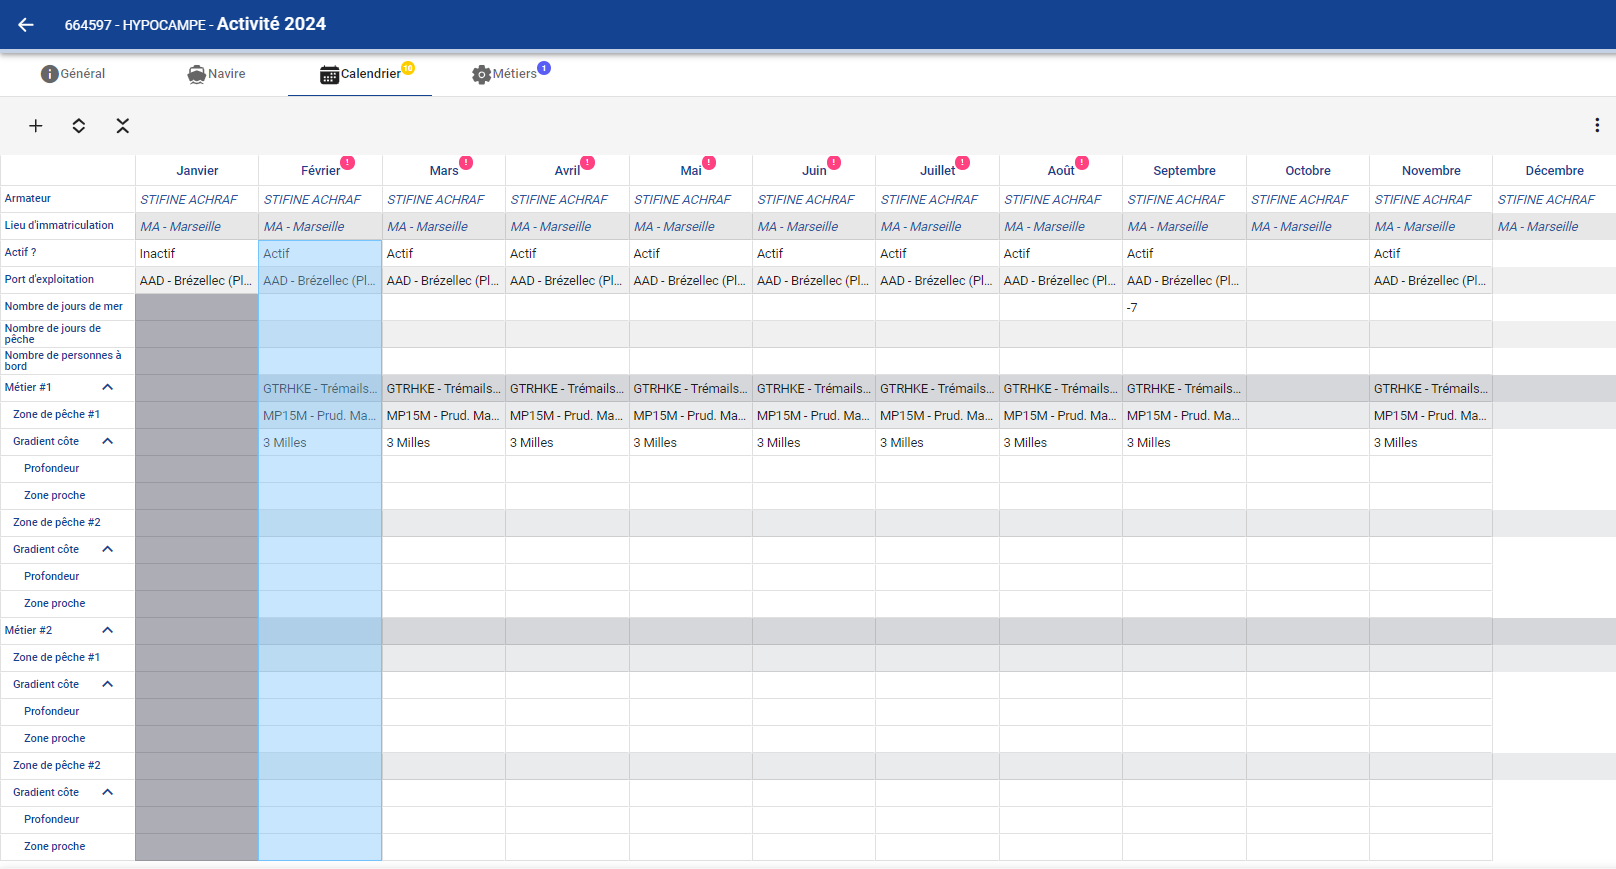 664597 - HYPOCAMPE - Activité 2024
Général Navire Calendrier 10 Métiers 1
Janvier Février ! Mars ! Avril ! Mai ! Juin ! Juillet ! Août ! Septembre Octobre Novembre Décembre
Armateur STIFINE ACHRAF STIFINE ACHRAF STIFINE ACHRAF STIFINE ACHRAF STIFINE ACHRAF STIFINE ACHRAF STIFINE ACHRAF STIFINE ACHRAF STIFINE ACHRAF STIFINE ACHRAF STIFINE ACHRAF STIFINE ACHRAF
Lieu d'immatriculation MA - Marseille MA - Marseille MA - Marseille MA - Marseille MA - Marseille MA - Marseille MA - Marseille MA - Marseille MA - Marseille MA - Marseille MA - Marseille MA - Marseille
Actif ? Inactif Actif Actif Actif Actif Actif Actif Actif Actif Actif
Port d'exploitation AAD - Brézellec (Pl... AAD - Brézellec (Pl... AAD - Brézellec (Pl... AAD - Brézellec (Pl... AAD - Brézellec (Pl... AAD - Brézellec (Pl... AAD - Brézellec (Pl... AAD - Brézellec (Pl... AAD - Brézellec (Pl... AAD - Brézellec (Pl...
Nombre de jours de mer -7
Nombre de jours de
pêche
Nombre de personnes à
bord
Métier #1 GTRHKE - Trémails... GTRHKE - Trémails... GTRHKE - Trémails... GTRHKE - Trémails... GTRHKE - Trémails... GTRHKE - Trémails... GTRHKE - Trémails... GTRHKE - Trémails... GTRHKE - Trémails...
Zone de pêche #1 MP15M - Prud. Ma... MP15M - Prud. Ma... MP15M - Prud. Ma... MP15M - Prud. Ma... MP15M - Prud. Ma... MP15M - Prud. Ma... MP15M - Prud. Ma... MP15M - Prud. Ma... MP15M - Prud. Ma...
Gradient côte 3 Milles 3 Milles 3 Milles 3 Milles 3 Milles 3 Milles 3 Milles 3 Milles 3 Milles
Profondeur
Zone proche
Zone de pêche #2
Gradient côte
Profondeur
Zone proche
Métier #2
Zone de pêche #1
Gradient côte
Profondeur
Zone proche
Zone de pêche #2
Gradient côte
Profondeur
Zone proche